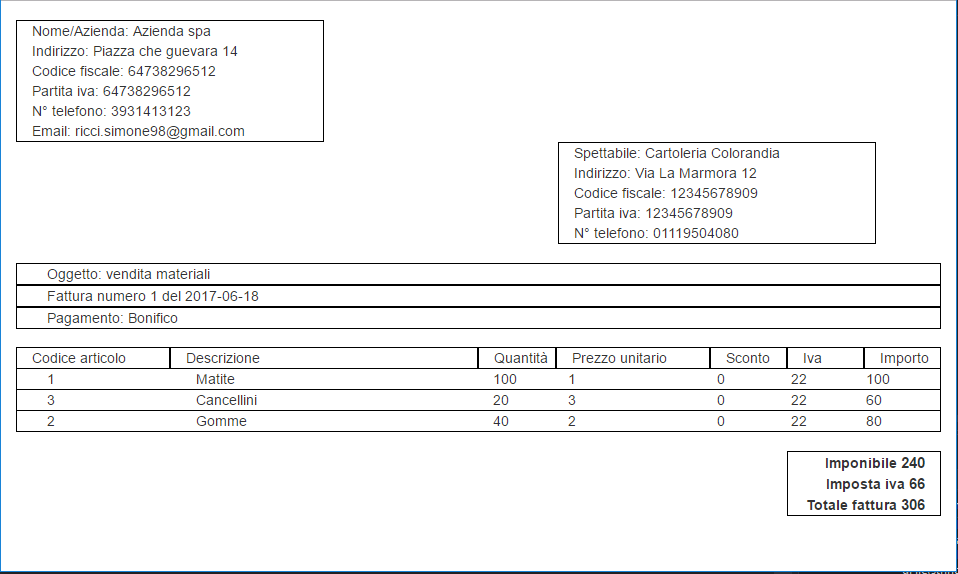 Nome/Azienda: Azienda spa
Indirizzo: Piazza che guevara 14
Codice fiscale: 64738296512
Partita iva: 64738296512
N° telefono: 3931413123
Email: ricci.simone98@gmail.com
Spettabile: Cartoleria Colorandia
Indirizzo: Via La Marmora 12
Codice fiscale: 12345678909
Partita iva: 12345678909
N° telefono: 01119504080
Oggetto: vendita materiali
Fattura numero 1 del 2017-06-18
Pagamento: Bonifico
Codice articolo Descrizione Quantità Prezzo unitario Sconto Iva Importo
1 Matite 100 1 0 22 100
3 Cancellini 20 3 0 22 60
2 Gomme 40 2 0 22 80
Imponibile 240
Imposta iva 66
Totale fattura 306